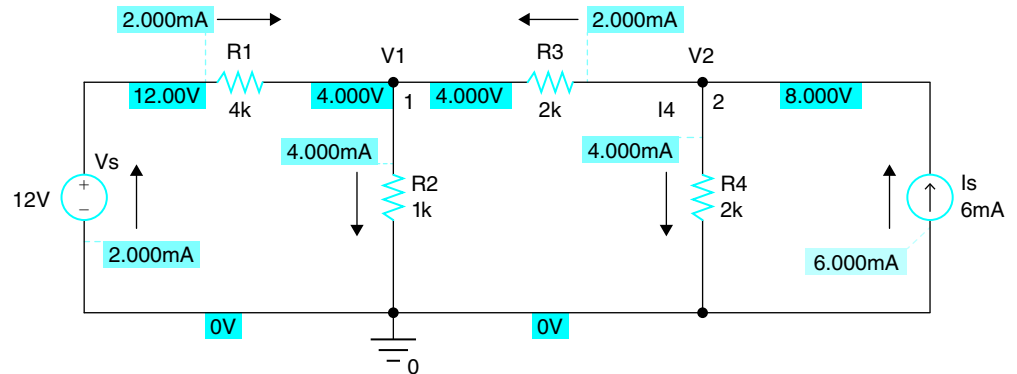 2.000mA
2.000mA
R1
V1
R3
V2
12.00V
4.000V
4.000V
8.000V
4k
1
2k
I4
2
4.000mA
4.000mA
Vs
+
−
12V
R2
1k
R4
2k
Is
6mA
2.000mA
6.000mA
0V
0V
0